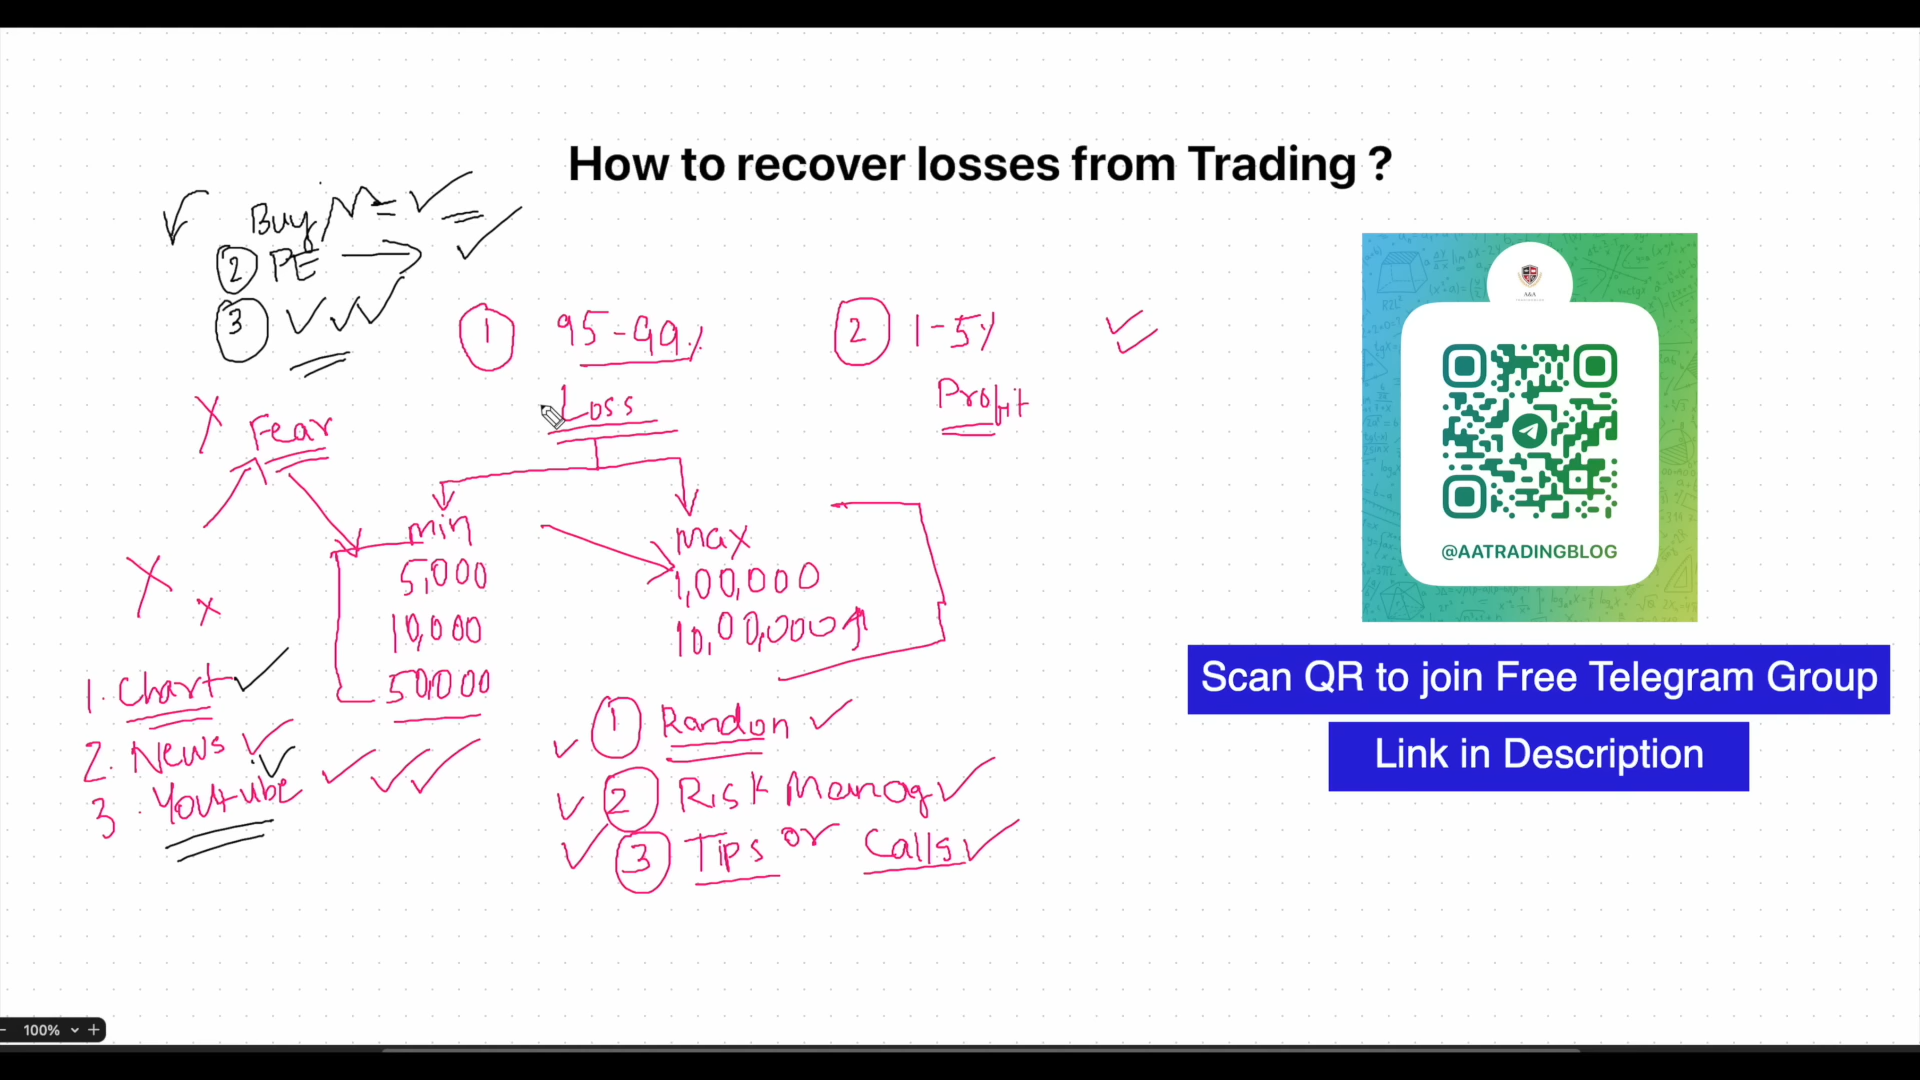 How to recover losses from Trading ?
Buy
2 PE
3
1 95-99%
2 1-5%
Loss
Profit
Fear
min
5,000
10,000
50,000
max
1,00,000
10,00,000
1. Chart
2. News
3. Youtube
1 Randon
2 Risk Manag
3 Tips or Calls
A&A
@AATRADINGBLOG
Scan QR to join Free Telegram Group
Link in Description
100%